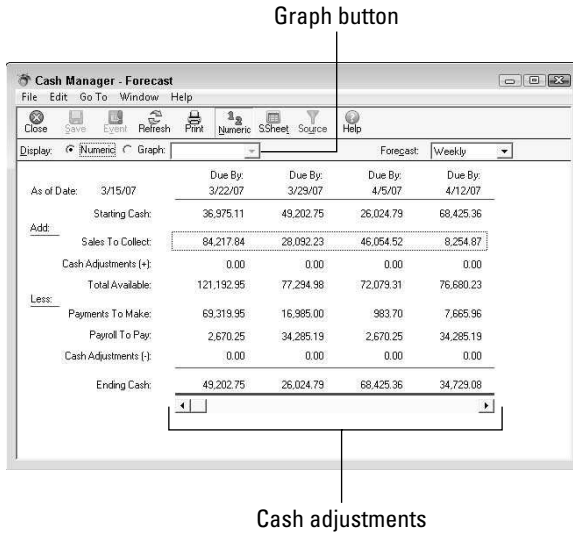 Graph button
Cash Manager - Forecast
File Edit Go To Window Help
Close Save Event Refresh Print Numeric S.Sheet Source Help
Display: Numeric Graph: Forecast: Weekly
Due By: Due By: Due By: Due By:
As of Date: 3/15/07 3/22/07 3/29/07 4/5/07 4/12/07
Starting Cash: 36,975.11 49,202.75 26,024.79 68,425.36
Add:
Sales To Collect: 84,217.84 28,092.23 46,054.52 8,254.87
Cash Adjustments (+): 0.00 0.00 0.00 0.00
Total Available: 121,192.95 77,294.98 72,079.31 76,680.23
Less:
Payments To Make: 69,319.95 16,985.00 983.70 7,665.96
Payroll To Pay: 2,670.25 34,285.19 2,670.25 34,285.19
Cash Adjustments (-): 0.00 0.00 0.00 0.00
Ending Cash: 49,202.75 26,024.79 68,425.36 34,729.08
Cash adjustments